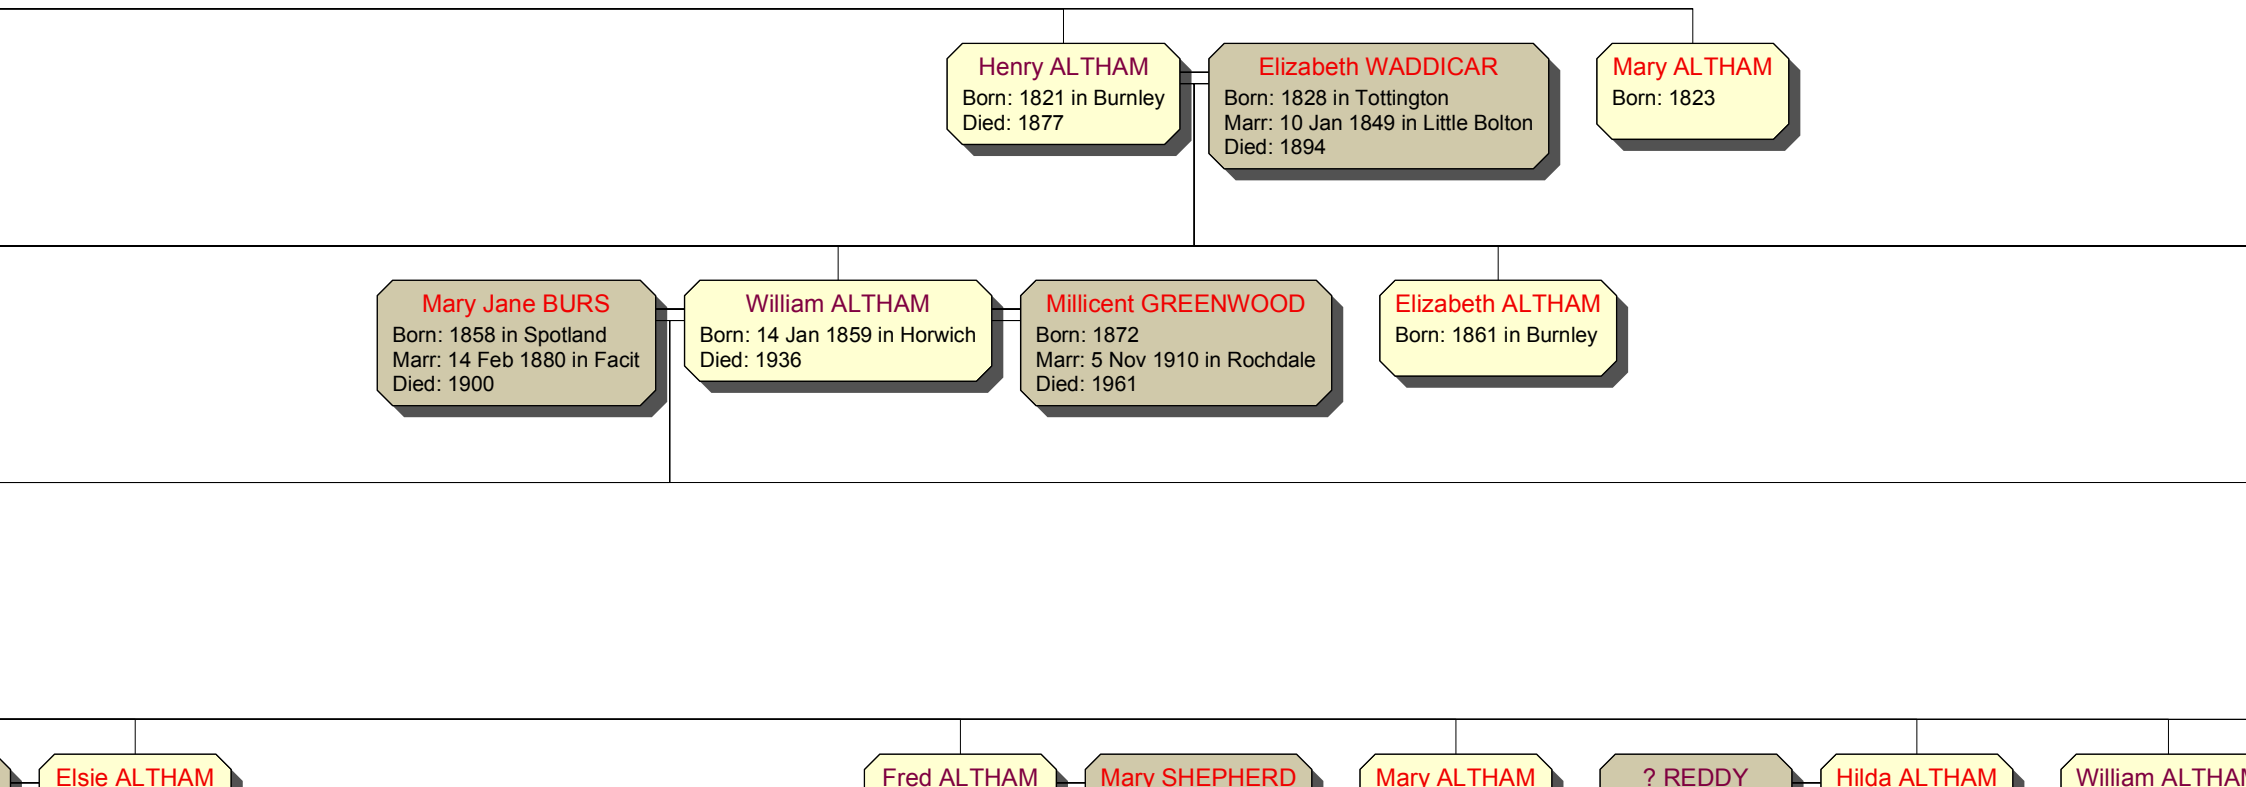 Henry ALTHAM
Born: 1821 in Burnley
Died: 1877
Elizabeth WADDICAR
Born: 1828 in Tottington
Marr: 10 Jan 1849 in Little Bolton
Died: 1894
Mary ALTHAM
Born: 1823
Mary Jane BURS
Born: 1858 in Spotland
Marr: 14 Feb 1880 in Facit
Died: 1900
William ALTHAM
Born: 14 Jan 1859 in Horwich
Died: 1936
Millicent GREENWOOD
Born: 1872
Marr: 5 Nov 1910 in Rochdale
Died: 1961
Elizabeth ALTHAM
Born: 1861 in Burnley
Elsie ALTHAM
Fred ALTHAM
Mary SHEPHERD
Mary ALTHAM
? REDDY
Hilda ALTHAM
William ALTHAM